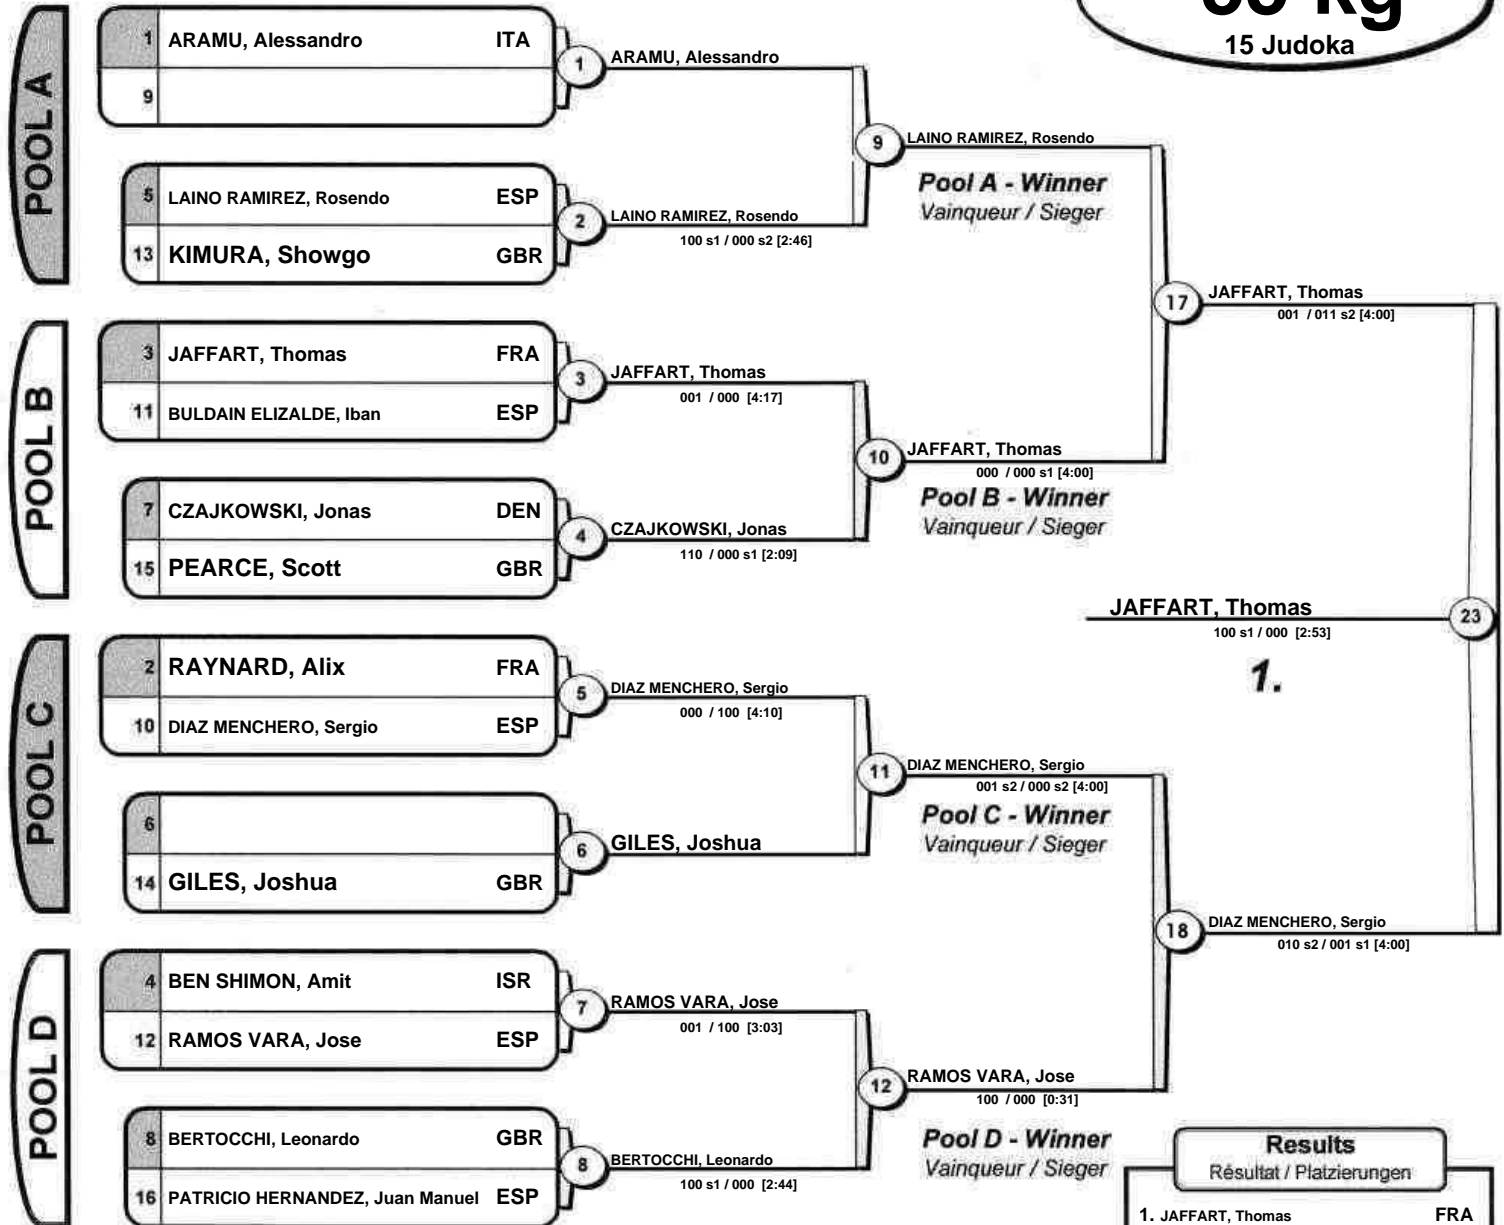 15 Judoka
POOL A
1 ARAMU, Alessandro ITA
9
5 LAINO RAMIREZ, Rosendo ESP
13 KIMURA, Showgo GBR
1 ARAMU, Alessandro
2 LAINO RAMIREZ, Rosendo
100 s1 / 000 s2 [2:46]
9 LAINO RAMIREZ, Rosendo
Pool A - Winner
Vainqueur / Sieger
POOL B
3 JAFFART, Thomas FRA
11 BULDAIN ELIZALDE, Iban ESP
7 CZAJKOWSKI, Jonas DEN
15 PEARCE, Scott GBR
3 JAFFART, Thomas
001 / 000 [4:17]
4 CZAJKOWSKI, Jonas
110 / 000 s1 [2:09]
10 JAFFART, Thomas
000 / 000 s1 [4:00]
Pool B - Winner
Vainqueur / Sieger
17 JAFFART, Thomas
001 / 011 s2 [4:00]
POOL C
2 RAYNARD, Alix FRA
10 DIAZ MENCHERO, Sergio ESP
6
14 GILES, Joshua GBR
5 DIAZ MENCHERO, Sergio
000 / 100 [4:10]
6 GILES, Joshua
11 DIAZ MENCHERO, Sergio
001 s2 / 000 s2 [4:00]
Pool C - Winner
Vainqueur / Sieger
POOL D
4 BEN SHIMON, Amit ISR
12 RAMOS VARA, Jose ESP
8 BERTOCCHI, Leonardo GBR
16 PATRICIO HERNANDEZ, Juan Manuel ESP
7 RAMOS VARA, Jose
001 / 100 [3:03]
8 BERTOCCHI, Leonardo
100 s1 / 000 [2:44]
12 RAMOS VARA, Jose
100 / 000 [0:31]
Pool D - Winner
Vainqueur / Sieger
18 DIAZ MENCHERO, Sergio
010 s2 / 001 s1 [4:00]
JAFFART, Thomas 23
100 s1 / 000 [2:53]
1.
Results
Résultat / Platzierungen
1. JAFFART, Thomas FRA